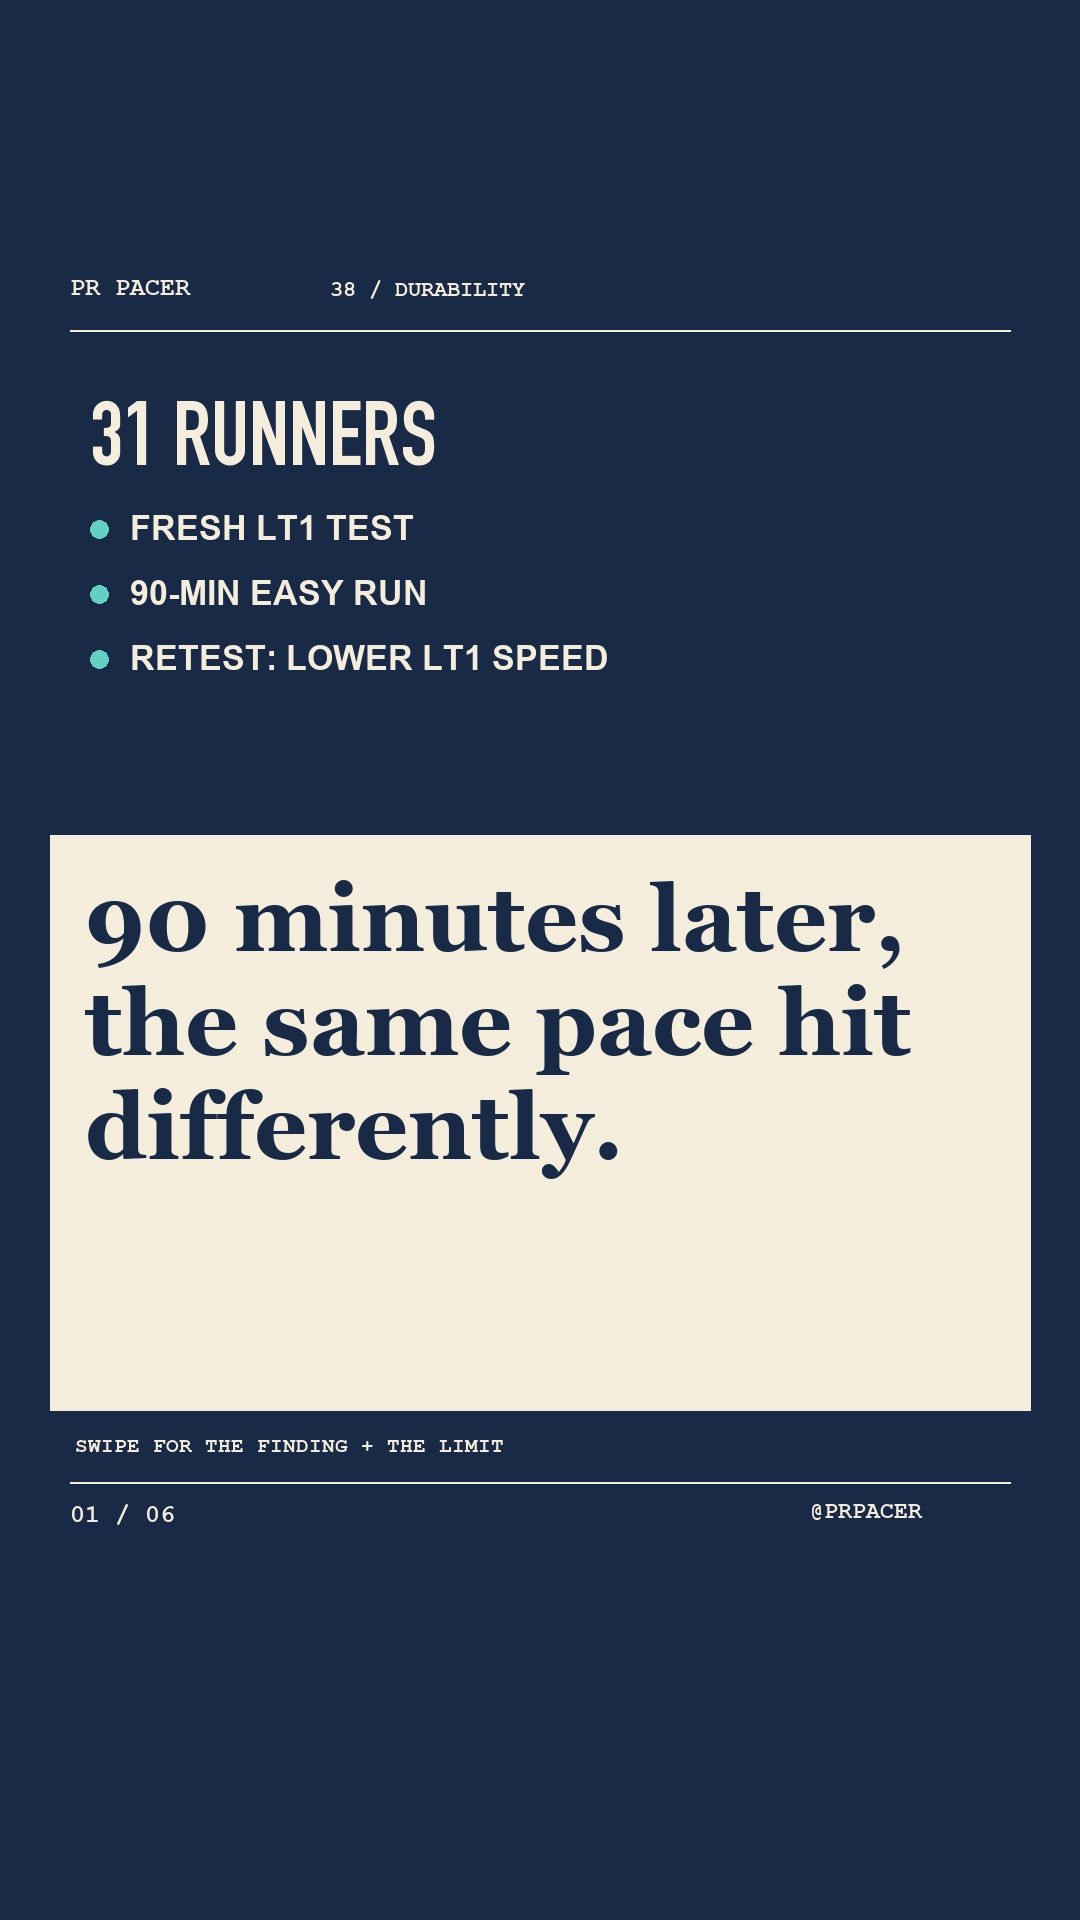 PR PACER
38 / DURABILITY
31 RUNNERS
FRESH LT1 TEST
90-MIN EASY RUN
RETEST: LOWER LT1 SPEED
90 minutes later,
the same pace hit
differently.
SWIPE FOR THE FINDING + THE LIMIT
01 / 06
@PRPACER